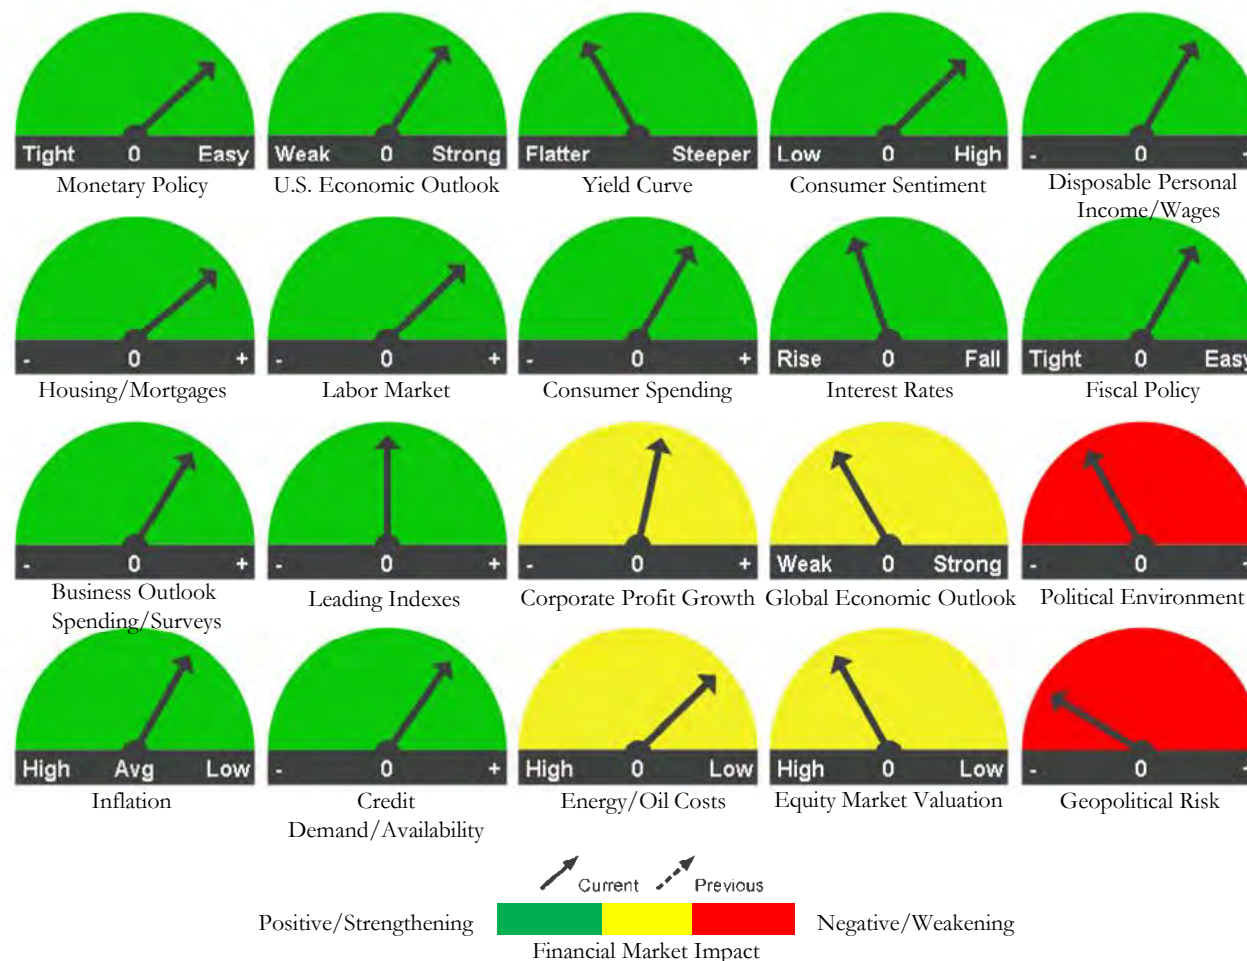 Tight 0 Easy
Weak 0 Strong
Flatter Steeper
Low 0 High
- 0 +
Monetary Policy
U.S. Economic Outlook
Yield Curve
Consumer Sentiment
Disposable Personal
Income/Wages
- 0 +
- 0 +
- 0 +
Rise 0 Fall
Tight 0 Easy
Housing/Mortgages
Labor Market
Consumer Spending
Interest Rates
Fiscal Policy
- 0 +
- 0 +
- 0 +
Weak 0 Strong
- 0 +
Business Outlook
Spending/Surveys
Leading Indexes
Corporate Profit Growth
Global Economic Outlook
Political Environment
High Avg Low
- 0 +
High 0 Low
High 0 Low
- 0 +
Inflation
Credit
Demand/Availability
Energy/Oil Costs
Equity Market Valuation
Geopolitical Risk
Current
Previous
Positive/Strengthening
Negative/Weakening
Financial Market Impact